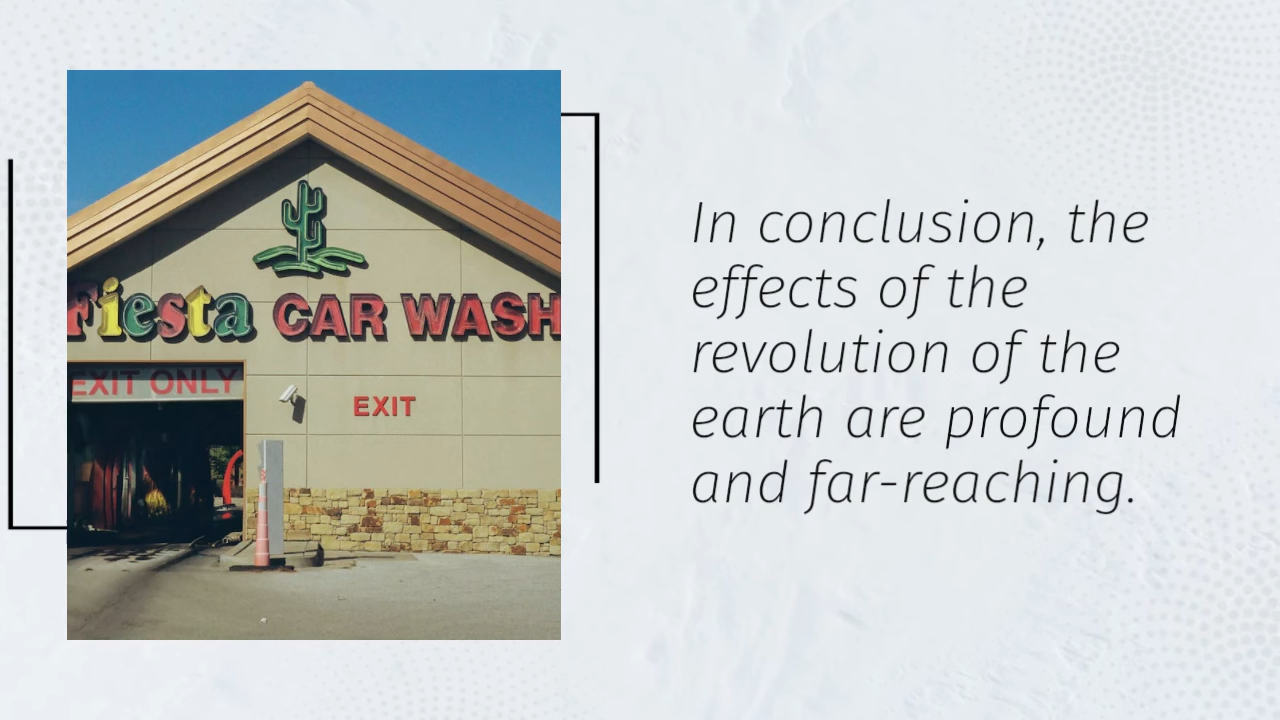 Fiesta CAR WASH
EXIT ONLY
EXIT
In conclusion, the
effects of the
revolution of the
earth are profound
and far-reaching.